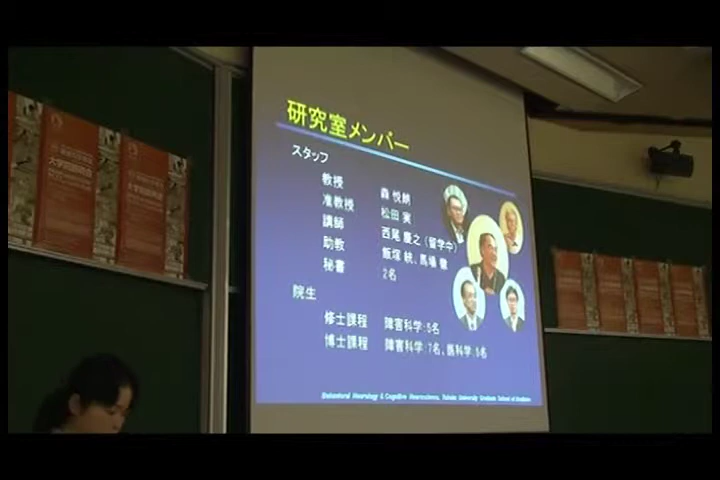 研究室メンバー
スタッフ
教授 森 悦朗
准教授 松田 実
講師 西尾 慶之（留学中）
助教 飯塚 統、馬場 徹
秘書 2名
院生
修士課程 障害科学:5名
博士課程 障害科学:7名、医科学:5名
Behavioral Neurology & Cognitive Neuroscience, Tohoku University Graduate School of Medicine